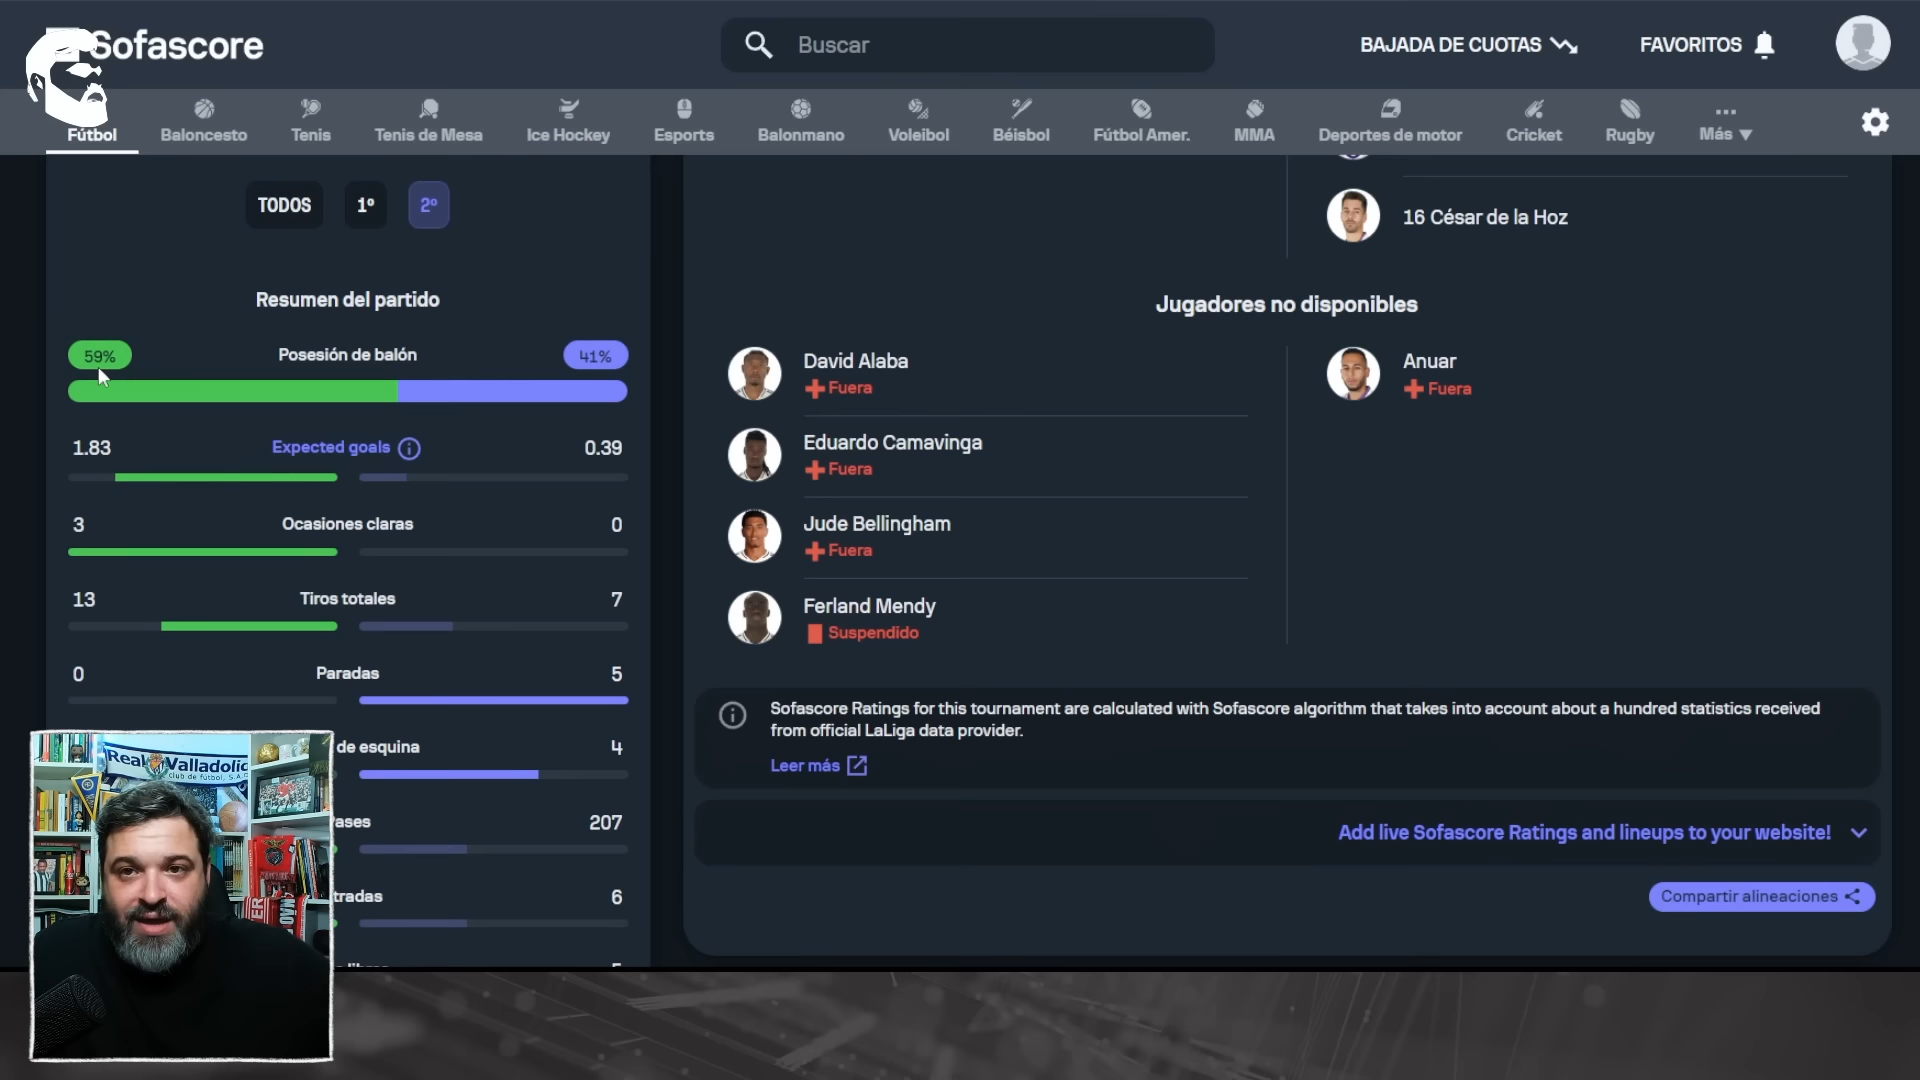 Sofascore
Buscar
BAJADA DE CUOTAS
FAVORITOS
Fútbol
Baloncesto
Tenis
Tenis de Mesa
Ice Hockey
Esports
Balonmano
Voleibol
Béisbol
Fútbol Amer.
MMA
Deportes de motor
Cricket
Rugby
Más
TODOS
1º
2º
Resumen del partido
59% Posesión de balón 41%
1.83 Expected goals 0.39
3 Ocasiones claras 0
13 Tiros totales 7
0 Paradas 5
de esquina 4
ases 207
tradas 6
16 César de la Hoz
Jugadores no disponibles
David Alaba
Fuera
Eduardo Camavinga
Fuera
Jude Bellingham
Fuera
Ferland Mendy
Suspendido
Anuar
Fuera
Sofascore Ratings for this tournament are calculated with Sofascore algorithm that takes into account about a hundred statistics received
from official LaLiga data provider.
Leer más
Add live Sofascore Ratings and lineups to your website!
Compartir alineaciones
Real Valladolid
club de fútbol, S.A.D